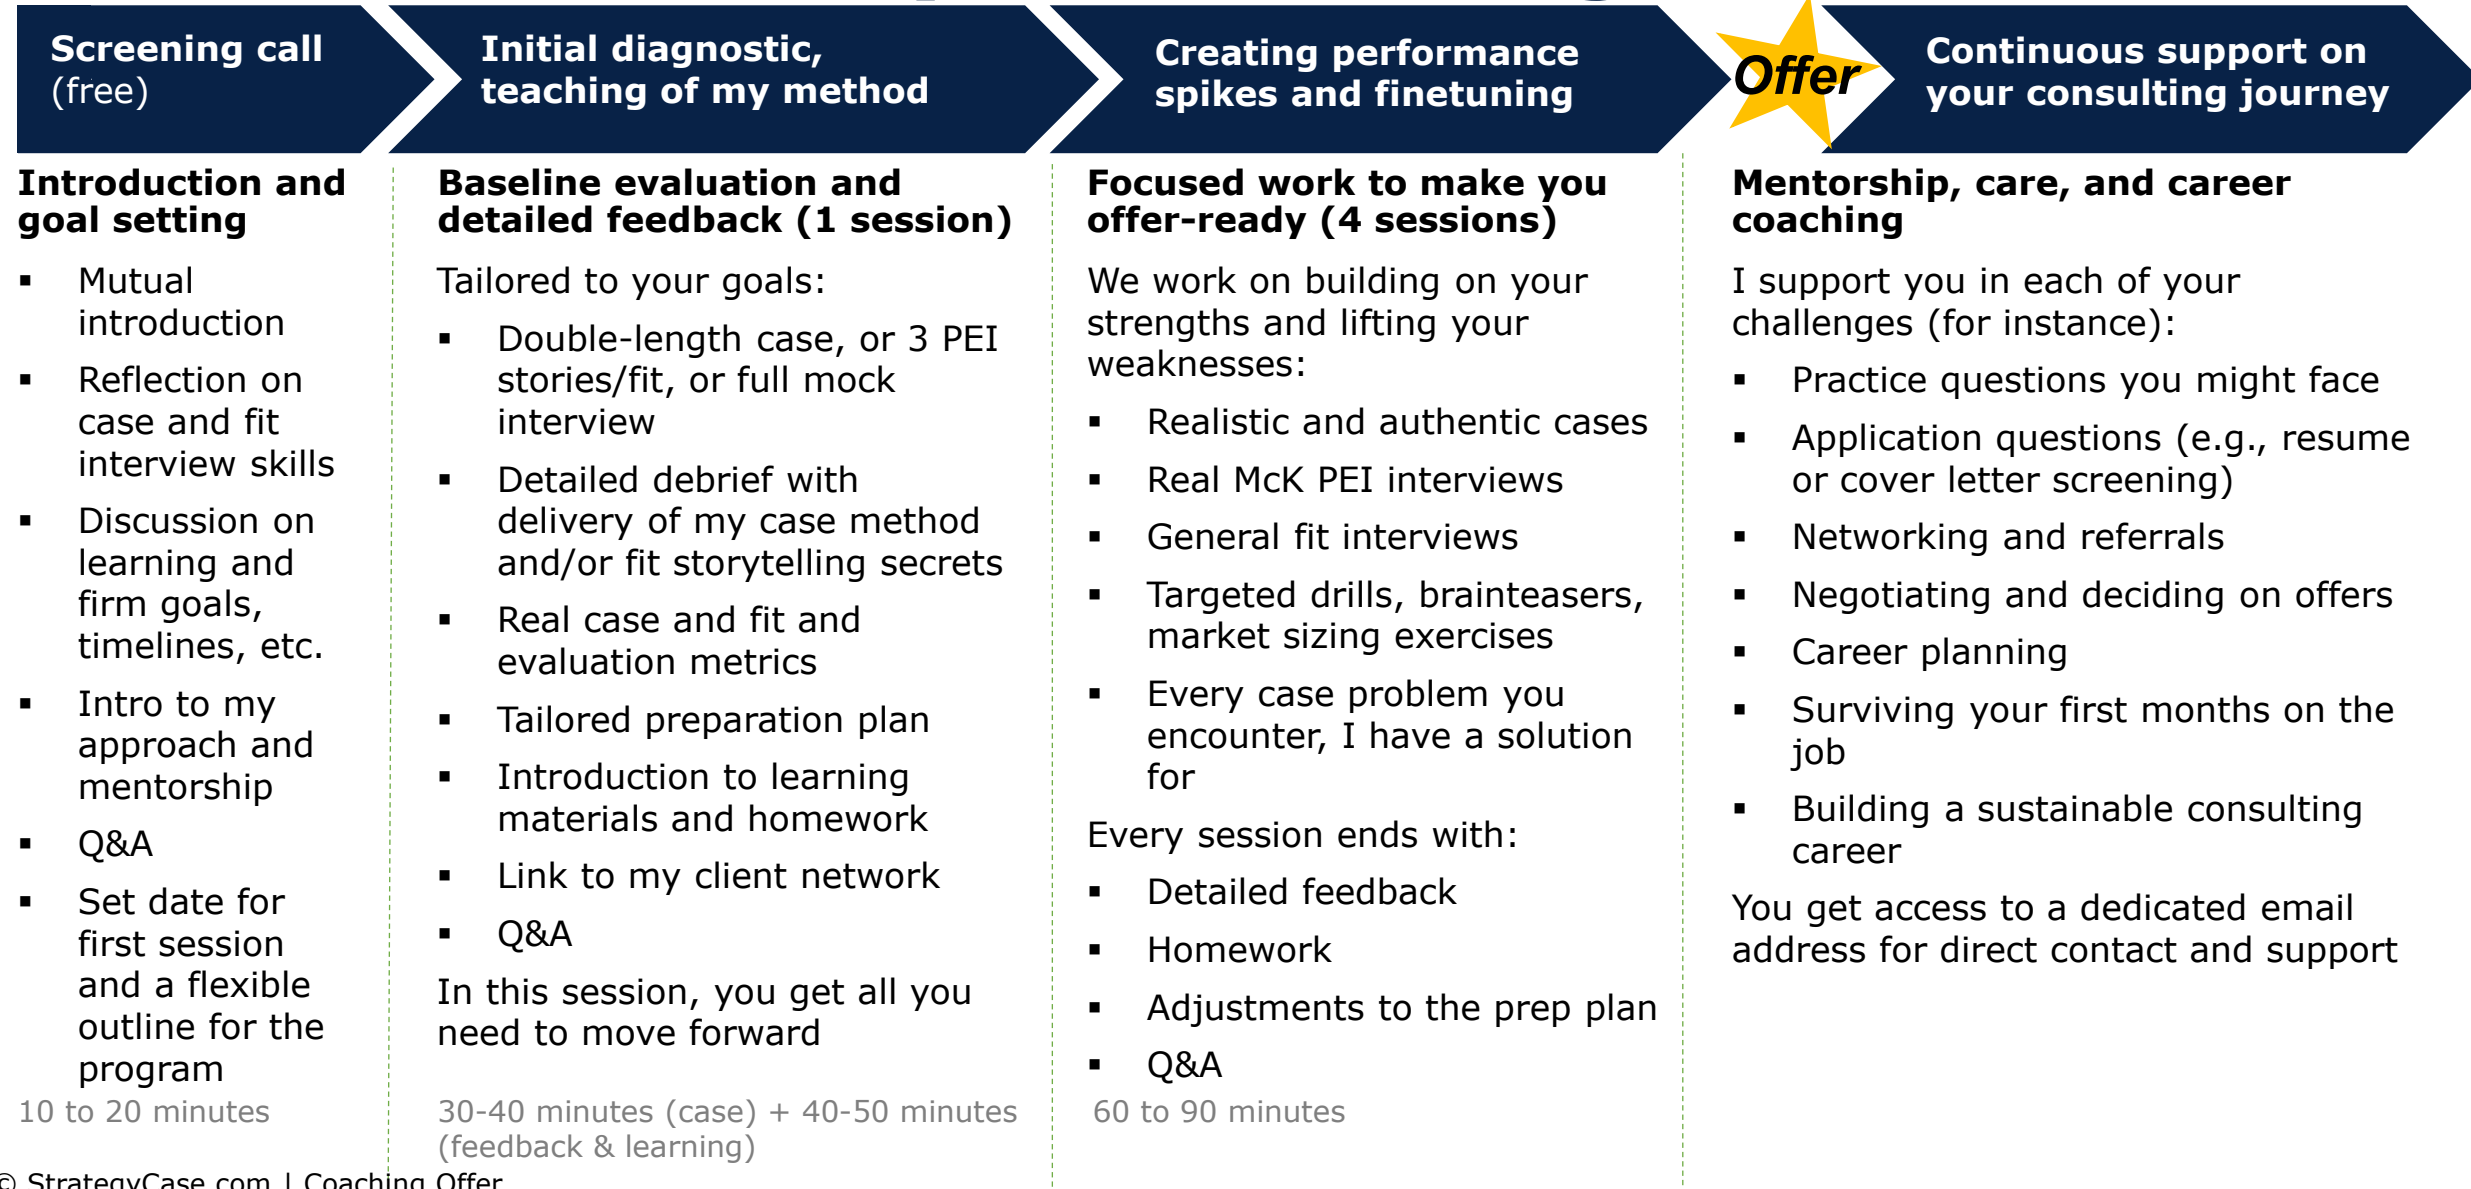 Screening call
(free)
Initial diagnostic,
teaching of my method
Creating performance
spikes and finetuning
Offer
Continuous support on
your consulting journey
Introduction and
goal setting
▪ Mutual
introduction
▪ Reflection on
case and fit
interview skills
▪ Discussion on
learning and
firm goals,
timelines, etc.
▪ Intro to my
approach and
mentorship
▪ Q&A
▪ Set date for
first session
and a flexible
outline for the
program
10 to 20 minutes
Baseline evaluation and
detailed feedback (1 session)
Tailored to your goals:
▪ Double-length case, or 3 PEI
stories/fit, or full mock
interview
▪ Detailed debrief with
delivery of my case method
and/or fit storytelling secrets
▪ Real case and fit and
evaluation metrics
▪ Tailored preparation plan
▪ Introduction to learning
materials and homework
▪ Link to my client network
▪ Q&A
In this session, you get all you
need to move forward
30-40 minutes (case) + 40-50 minutes
(feedback & learning)
Focused work to make you
offer-ready (4 sessions)
We work on building on your
strengths and lifting your
weaknesses:
▪ Realistic and authentic cases
▪ Real McK PEI interviews
▪ General fit interviews
▪ Targeted drills, brainteasers,
market sizing exercises
▪ Every case problem you
encounter, I have a solution
for
Every session ends with:
▪ Detailed feedback
▪ Homework
▪ Adjustments to the prep plan
▪ Q&A
60 to 90 minutes
Mentorship, care, and career
coaching
I support you in each of your
challenges (for instance):
▪ Practice questions you might face
▪ Application questions (e.g., resume
or cover letter screening)
▪ Networking and referrals
▪ Negotiating and deciding on offers
▪ Career planning
▪ Surviving your first months on the
job
▪ Building a sustainable consulting
career
You get access to a dedicated email
address for direct contact and support
© StrategyCase.com | Coaching Offer